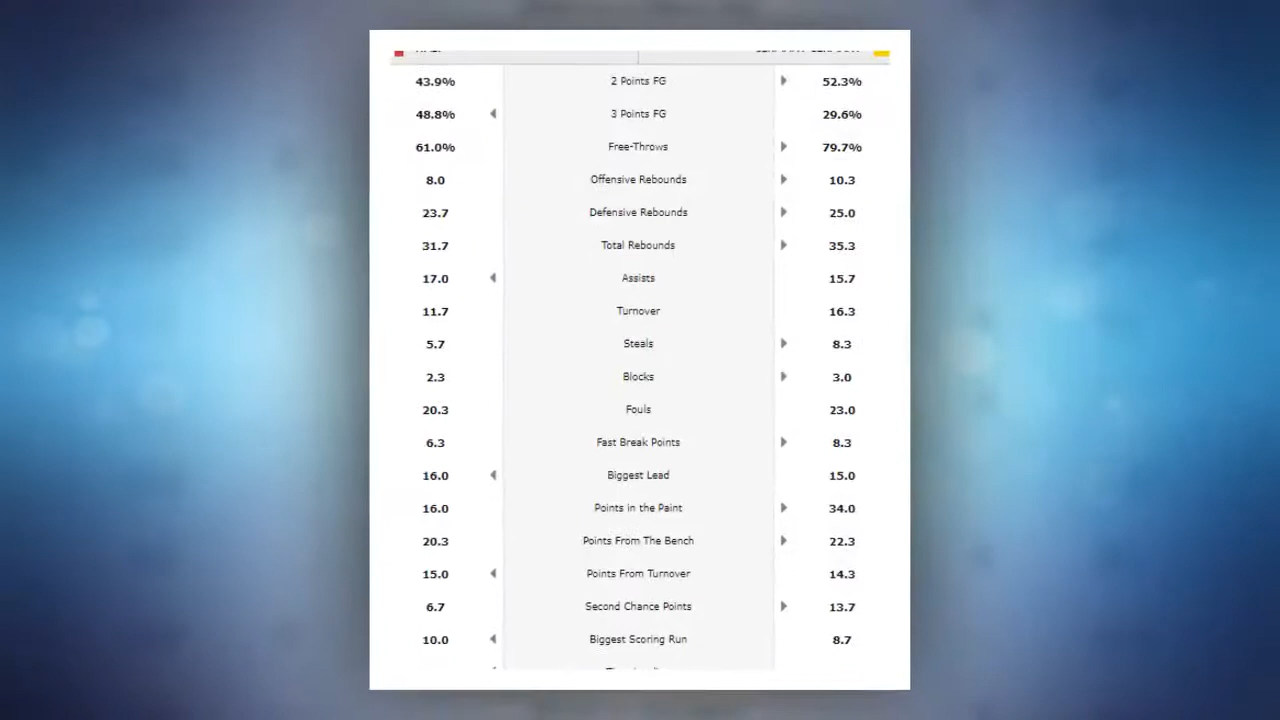 43.9% 2 Points FG 52.3%
48.8% 3 Points FG 29.6%
61.0% Free-Throws 79.7%
8.0 Offensive Rebounds 10.3
23.7 Defensive Rebounds 25.0
31.7 Total Rebounds 35.3
17.0 Assists 15.7
11.7 Turnover 16.3
5.7 Steals 8.3
2.3 Blocks 3.0
20.3 Fouls 23.0
6.3 Fast Break Points 8.3
16.0 Biggest Lead 15.0
16.0 Points in the Paint 34.0
20.3 Points From The Bench 22.3
15.0 Points From Turnover 14.3
6.7 Second Chance Points 13.7
10.0 Biggest Scoring Run 8.7